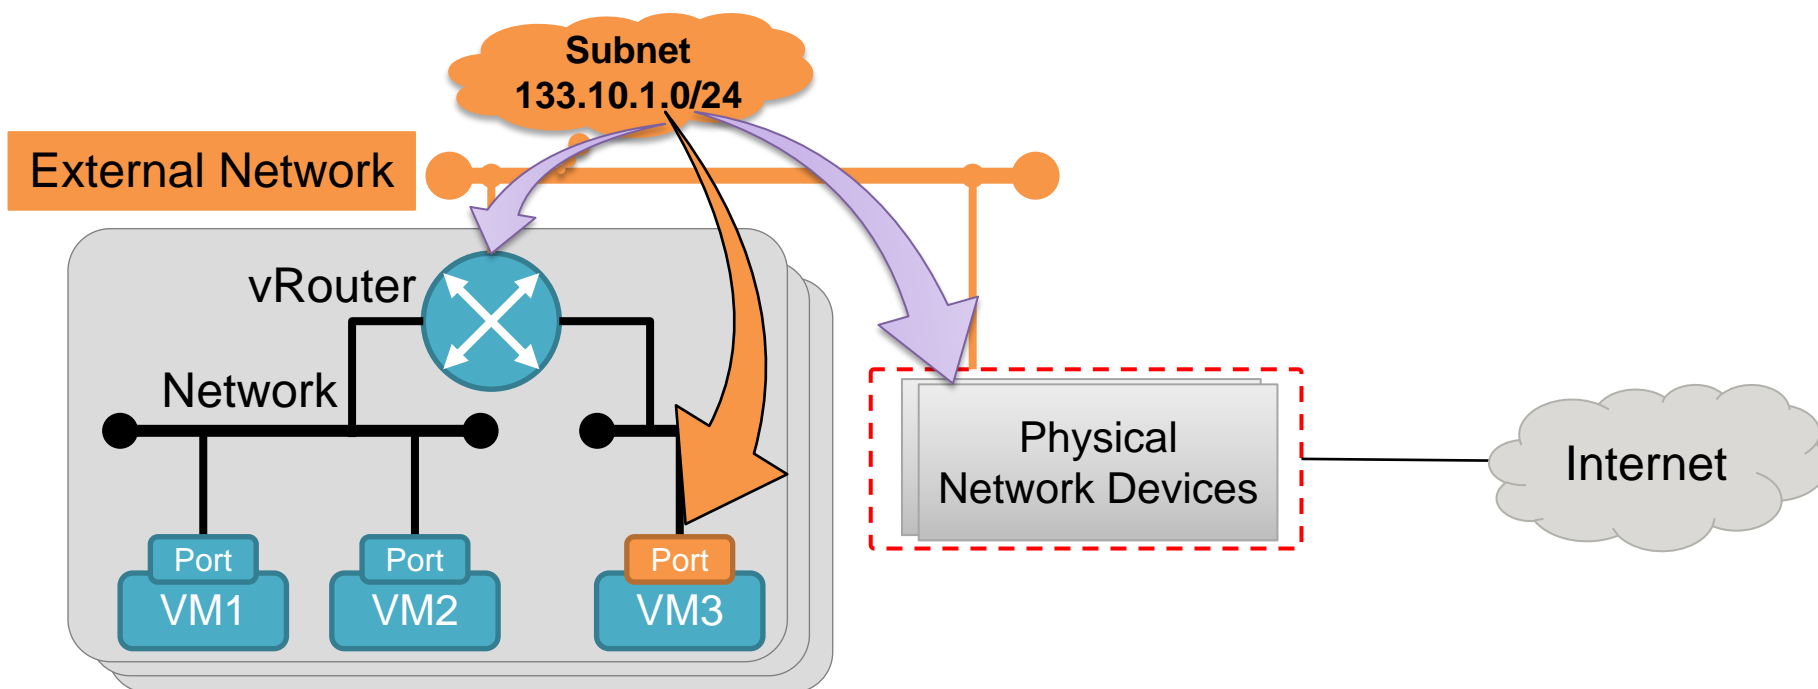 Subnet
133.10.1.0/24
External Network
vRouter
Network
Port
Port
Port
VM1
VM2
VM3
Physical
Network Devices
Internet